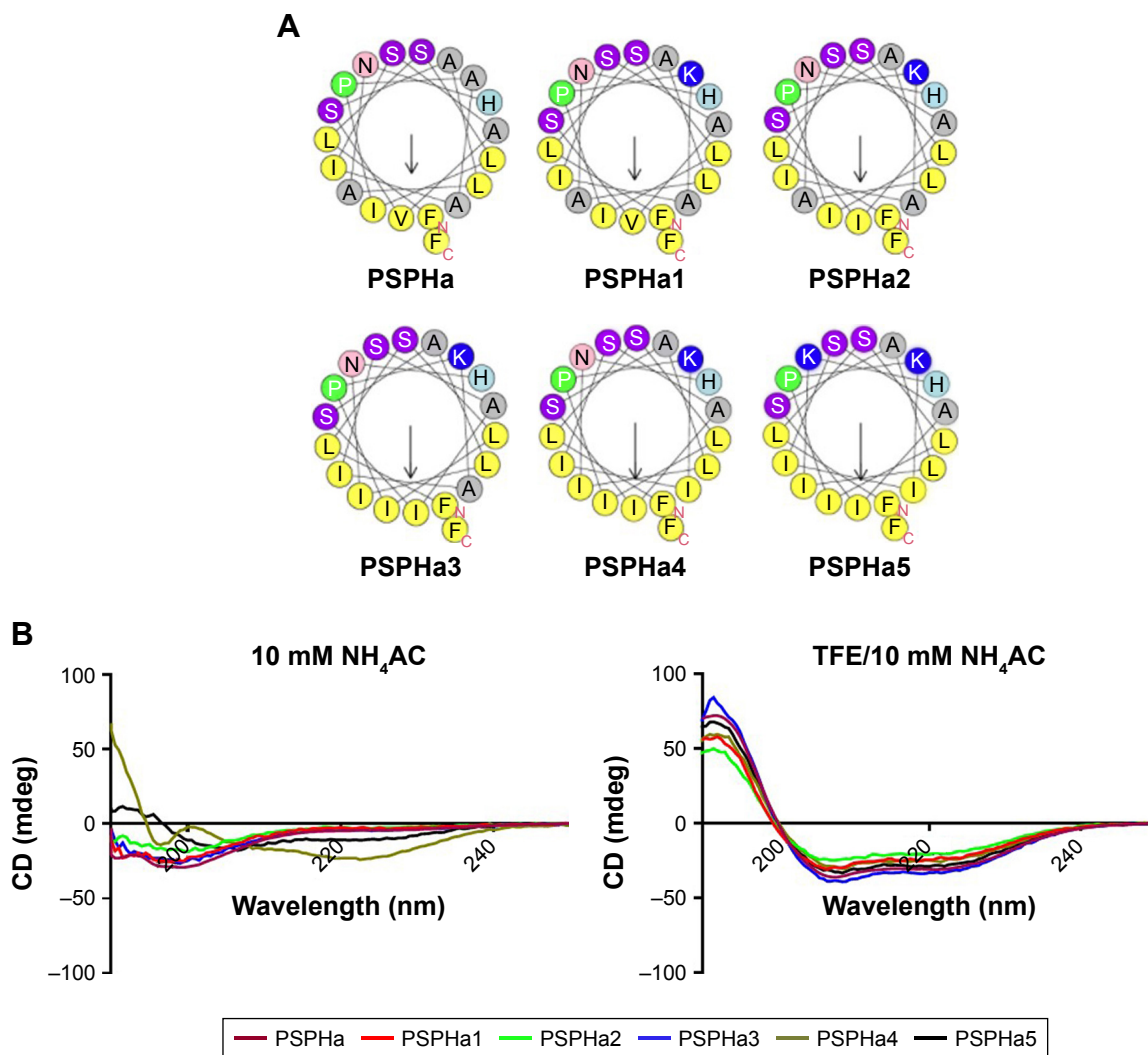 A
S S A A H A L L A F F V I A I L S P N
N
C
PSPHa
S S A K H A L L A F F V I A I L S P N
N
C
PSPHa1
S S A K H A L L A F F I I A I L S P N
N
C
PSPHa2
S S A K H A L L A F F I I I I L S P N
N
C
PSPHa3
S S A K H A L L I F F I I I I L S P N
N
C
PSPHa4
S S A K H A L L I F F I I I I L S P K
N
C
PSPHa5
B
10 mM NH4AC
100
50
0
–50
–100
CD (mdeg)
200
220
240
Wavelength (nm)
TFE/10 mM NH4AC
100
50
0
–50
–100
CD (mdeg)
200
220
240
Wavelength (nm)
PSPHa PSPHa1 PSPHa2 PSPHa3 PSPHa4 PSPHa5